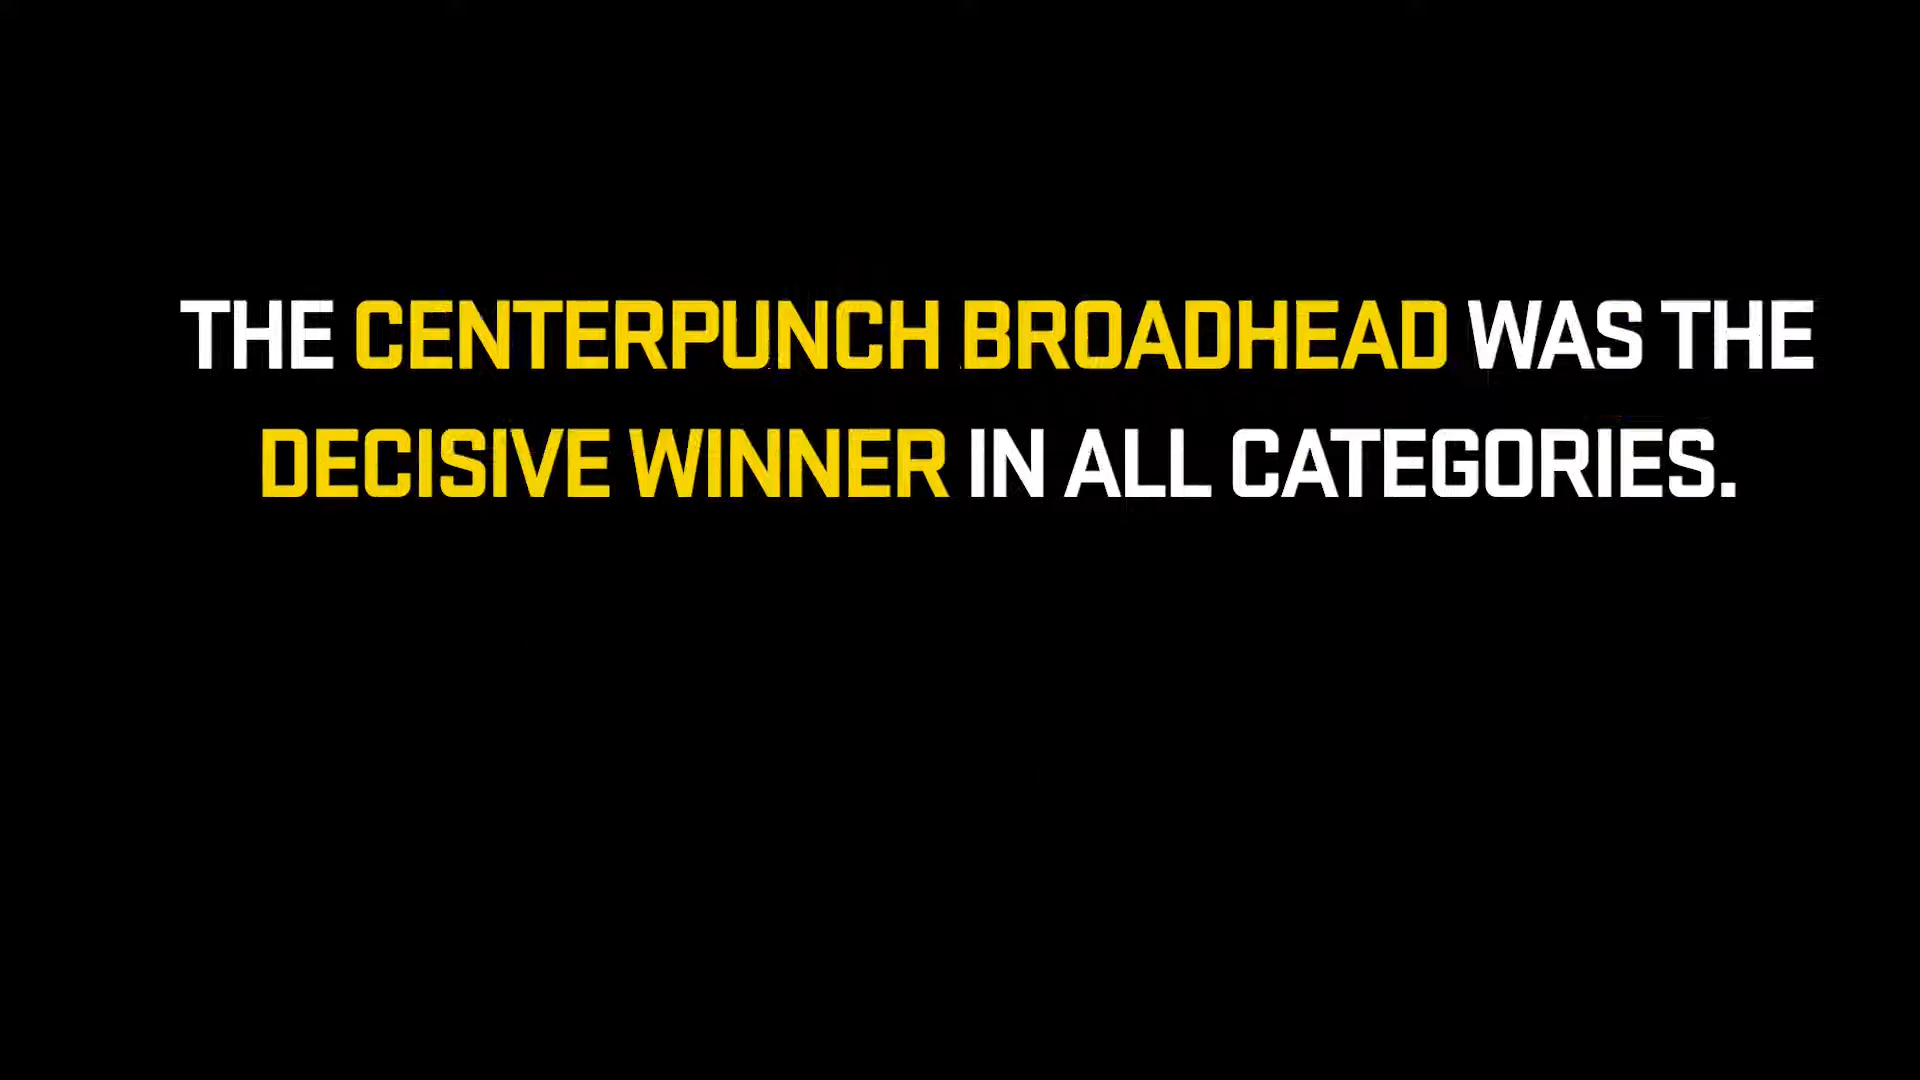 THE CENTERPUNCH BROADHEAD WAS THE
DECISIVE WINNER IN ALL CATEGORIES.